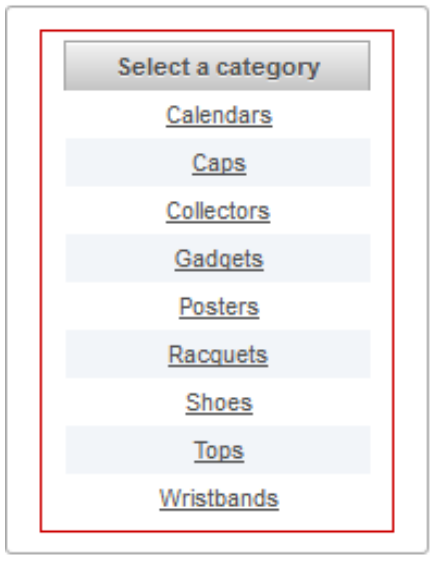 Select a category
Calendars
Caps
Collectors
Gadgets
Posters
Racquets
Shoes
Tops
Wristbands